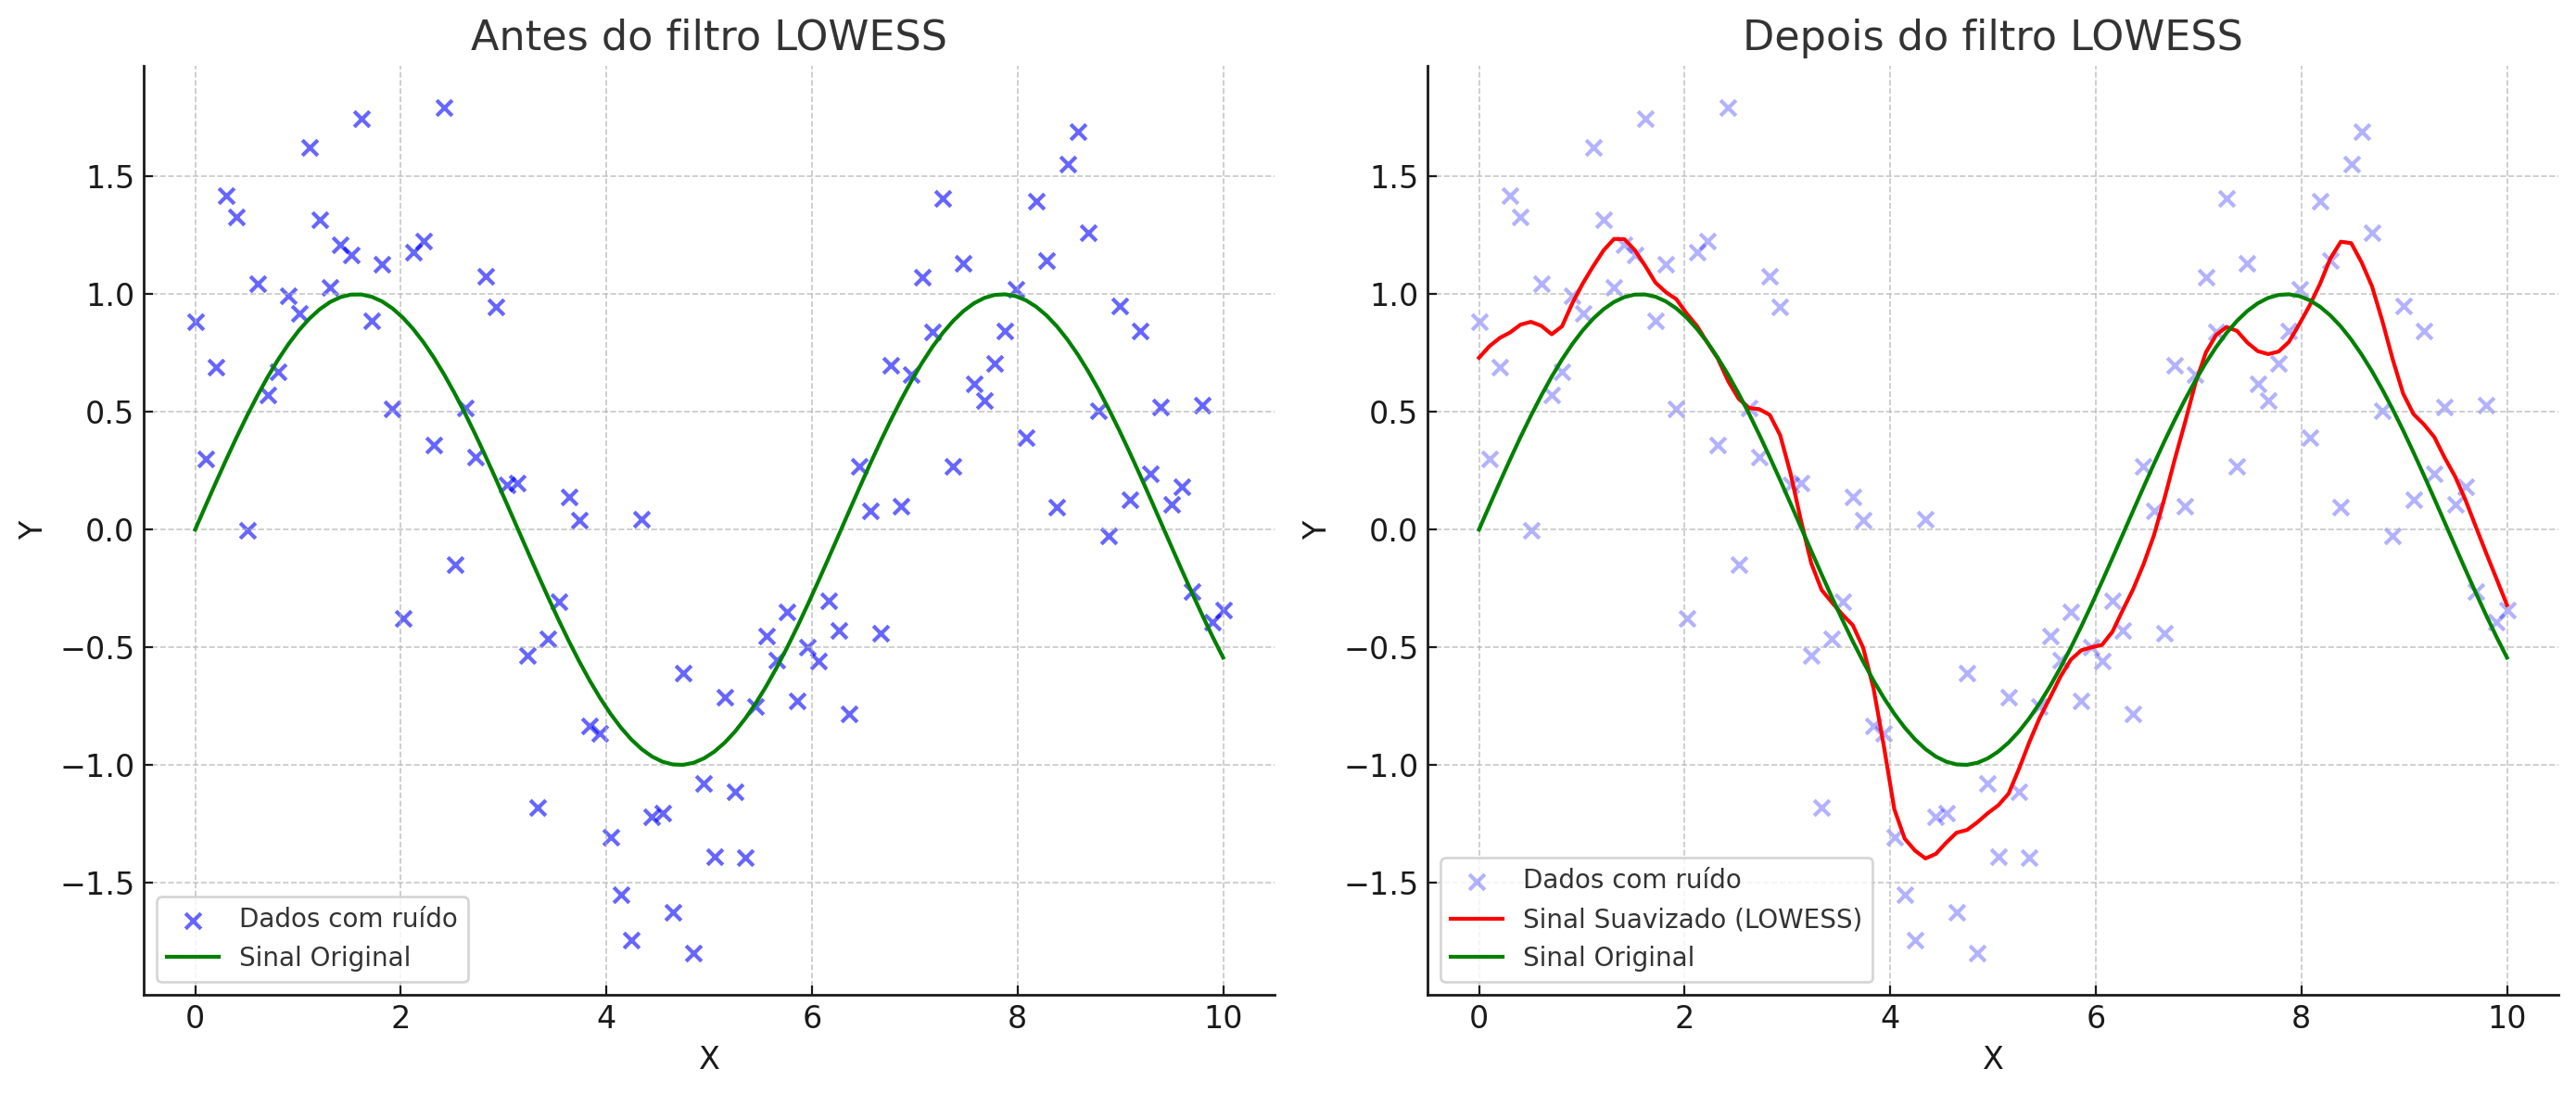 Antes do filtro LOWESS
Y
1.5
1.0
0.5
0.0
−0.5
−1.0
−1.5
Dados com ruído
Sinal Original
0 2 4 6 8 10
X
Depois do filtro LOWESS
Y
1.5
1.0
0.5
0.0
−0.5
−1.0
−1.5
Dados com ruído
Sinal Suavizado (LOWESS)
Sinal Original
0 2 4 6 8 10
X